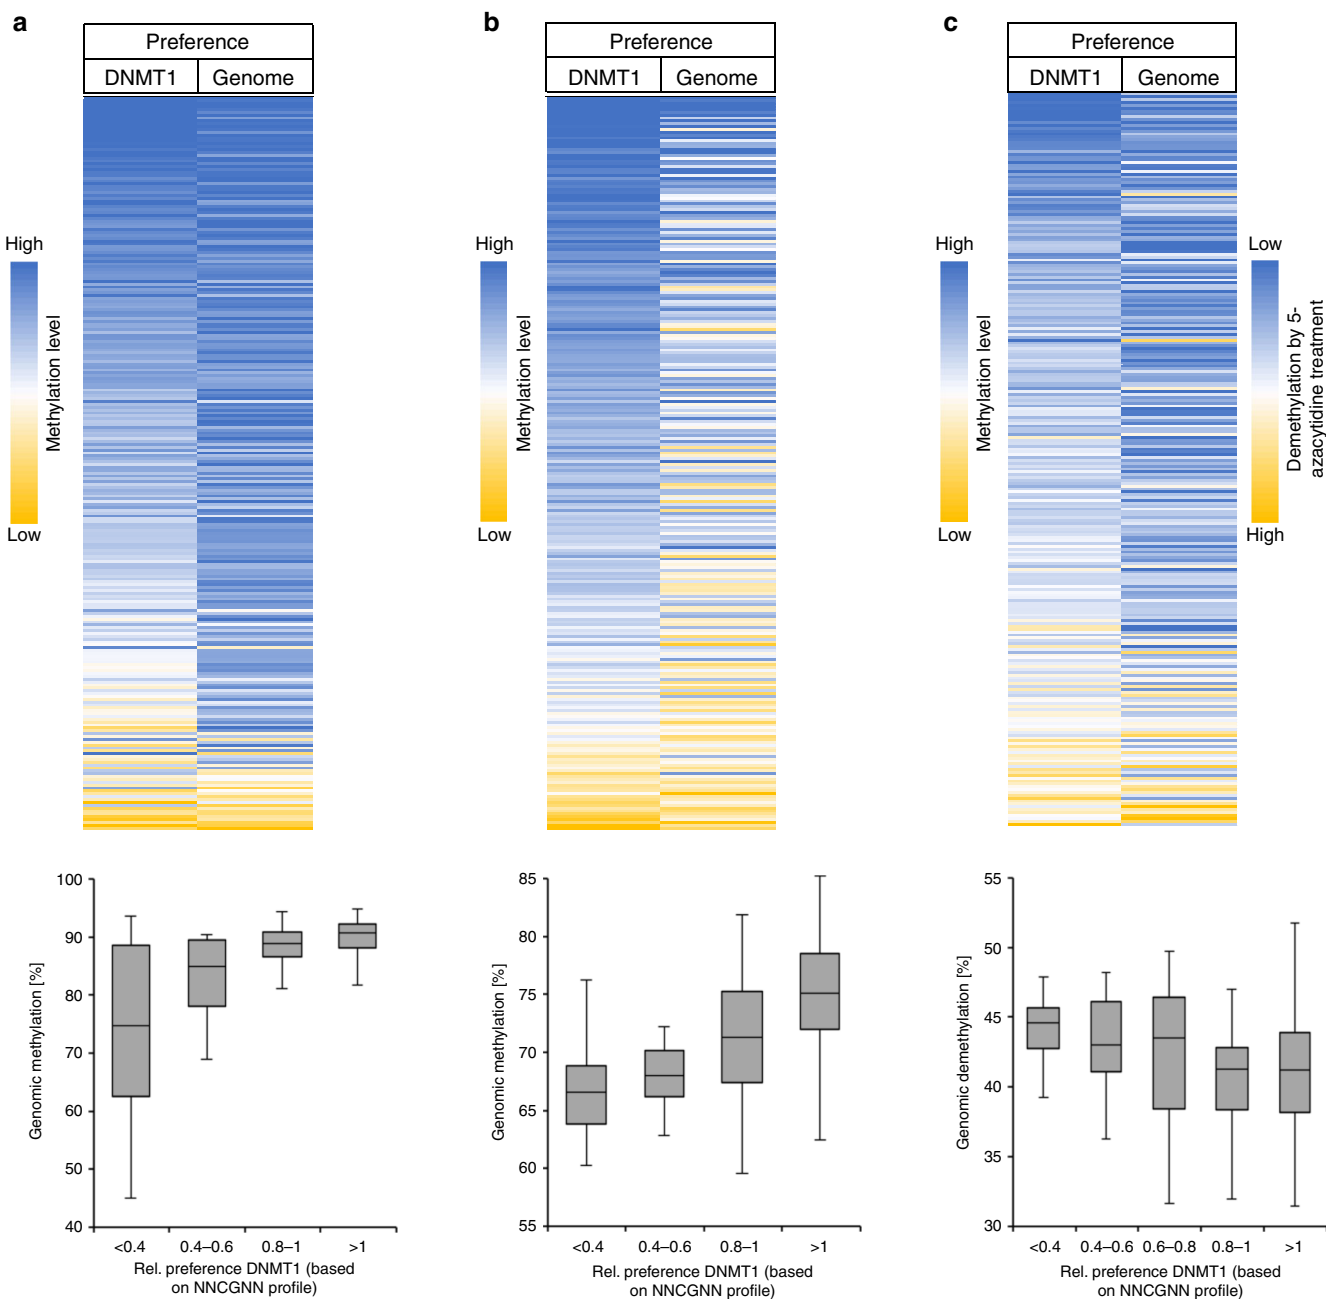 a
Preference
DNMT1 Genome
High
Methylation level
Low
100
90
80
70
60
50
40
Genomic methylation [%]
<0.4 0.4–0.6 0.8–1 >1
Rel. preference DNMT1 (based
on NNCGNN profile)
b
Preference
DNMT1 Genome
High
Methylation level
Low
85
80
75
70
65
60
55
Genomic methylation [%]
<0.4 0.4–0.6 0.8–1 >1
Rel. preference DNMT1 (based
on NNCGNN profile)
c
Preference
DNMT1 Genome
High
Methylation level
Low
Low
Demethylation by 5-
azacytidine treatment
High
55
50
45
40
35
30
Genomic demethylation [%]
<0.4 0.4–0.6 0.6–0.8 0.8–1 >1
Rel. preference DNMT1 (based
on NNCGNN profile)